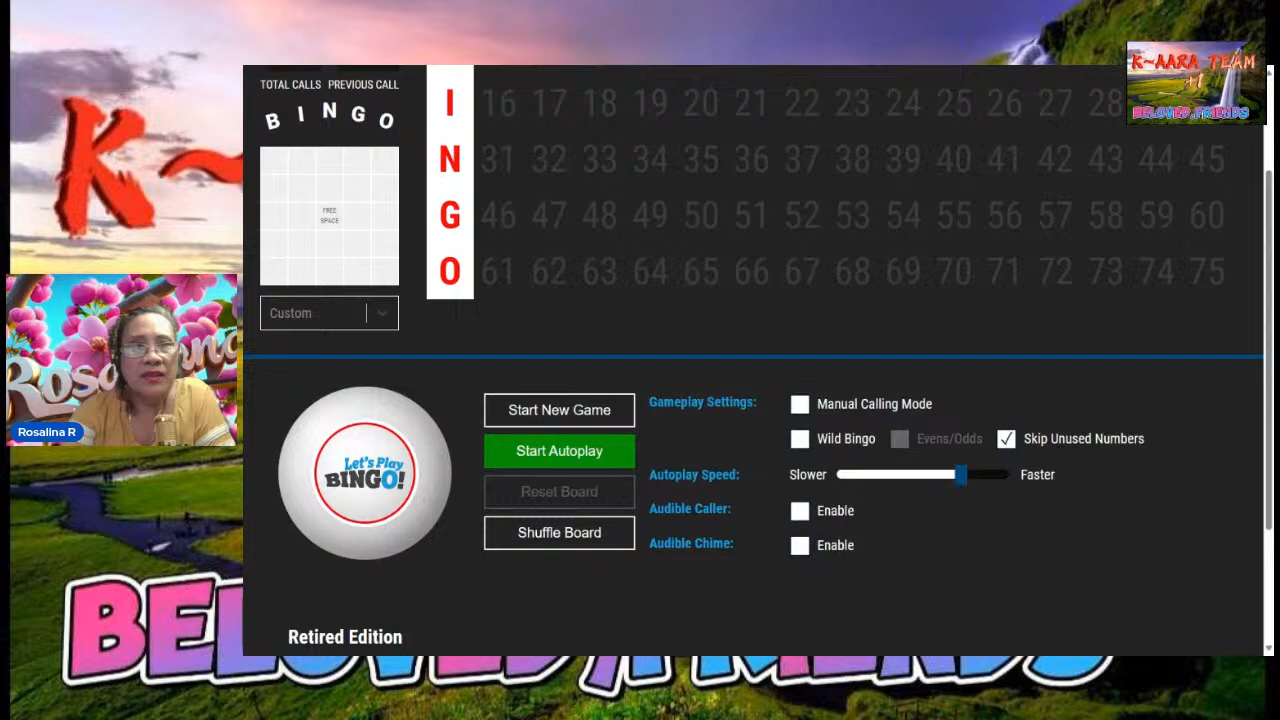 K~AARA TEAM
+1
BELOVED,FRIENDS
K~
TOTAL CALLS PREVIOUS CALL
BINGO
FREE
SPACE
Custom
I 16 17 18 19 20 21 22 23 24 25 26 27 28
N 31 32 33 34 35 36 37 38 39 40 41 42 43 44 45
G 46 47 48 49 50 51 52 53 54 55 56 57 58 59 60
O 61 62 63 64 65 66 67 68 69 70 71 72 73 74 75
Rosalina R
Let's Play
BINGO!
Start New Game
Start Autoplay
Reset Board
Shuffle Board
Gameplay Settings:
Manual Calling Mode
Wild Bingo Evens/Odds Skip Unused Numbers
Autoplay Speed: Slower Faster
Audible Caller: Enable
Audible Chime: Enable
Retired Edition